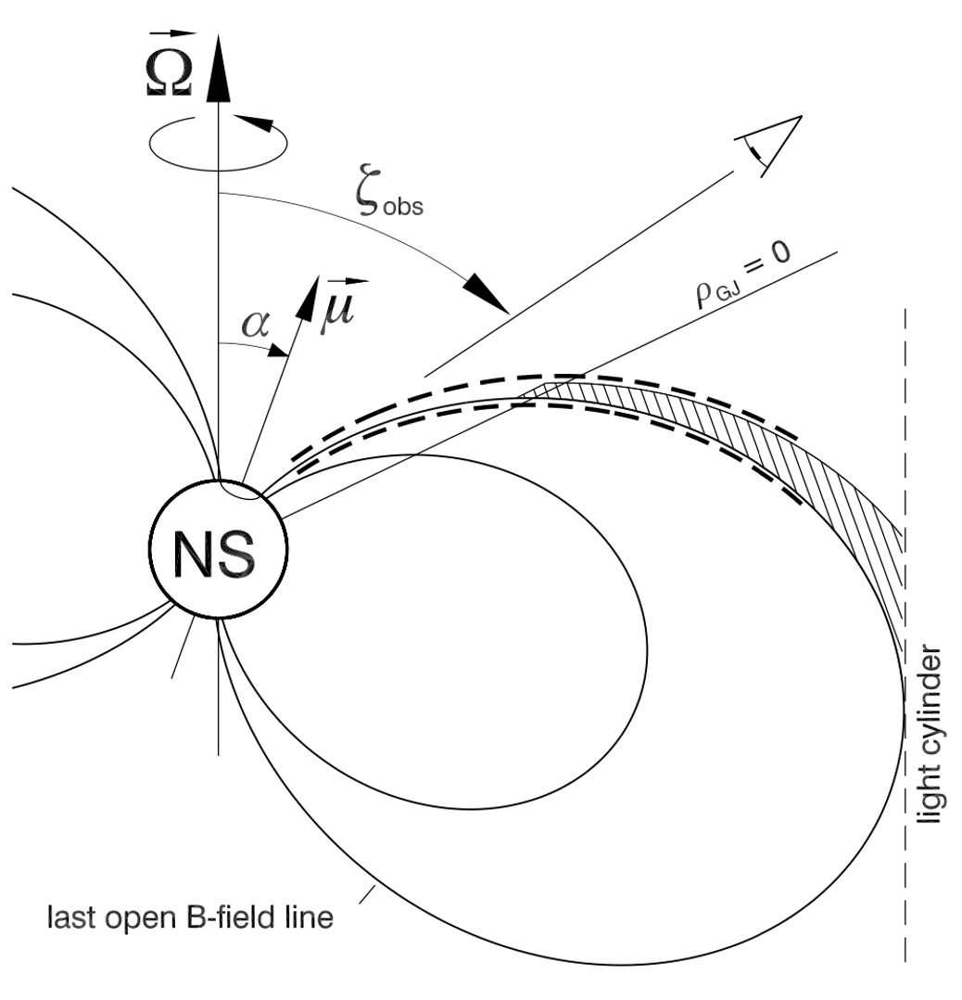 Ω
ζobs
ρGJ = 0
α
μ
NS
light cylinder
last open B-field line